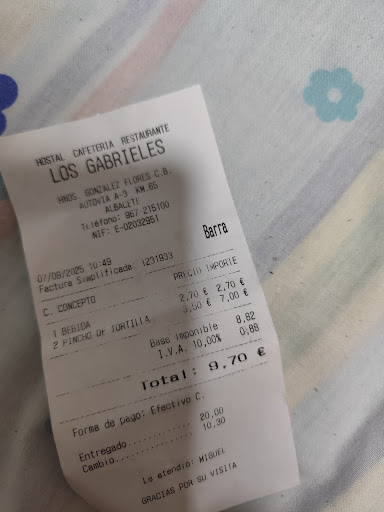 HOSTAL CAFETERIA RESTAURANTE
LOS GABRIELES
HNOS. GONZALEZ FLORES C.B.
AUTOVIA A-3 KM.65
ALBALETE
Teléfono: 967 215100
NIF: E-02032951
Barra
07/09/2025 10:49
Factura Simplificada 1231933
C. CONCEPTO PRECIO IMPORTE
1 BEBIDA 2,70 € 2,70 €
2 PINCHO DE TORTILLA 3,50 € 7,00 €
Base imponible 8,82
I.V.A. 10,00% 0,88
Total: 9,70 €
Forma de pago: Efectivo C.
Entregado............. 20,00
Cambio................ 10,30
Le atendió: MIGUEL
GRACIAS POR SU VISITA